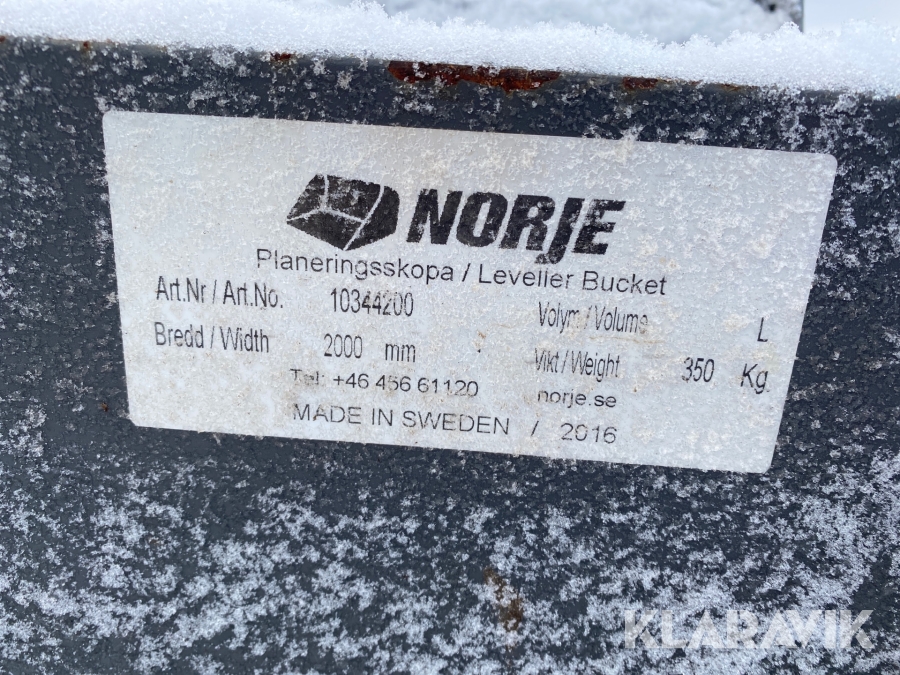 NORJE
Planeringsskopa / Leveller Bucket
Art.Nr / Art.No. 10344200 Volym / Volume L
Bredd / Width 2000 mm Vikt / Weight 350 Kg
Tel: +46 456 61120 norje.se
MADE IN SWEDEN / 2016
KLARAVIK